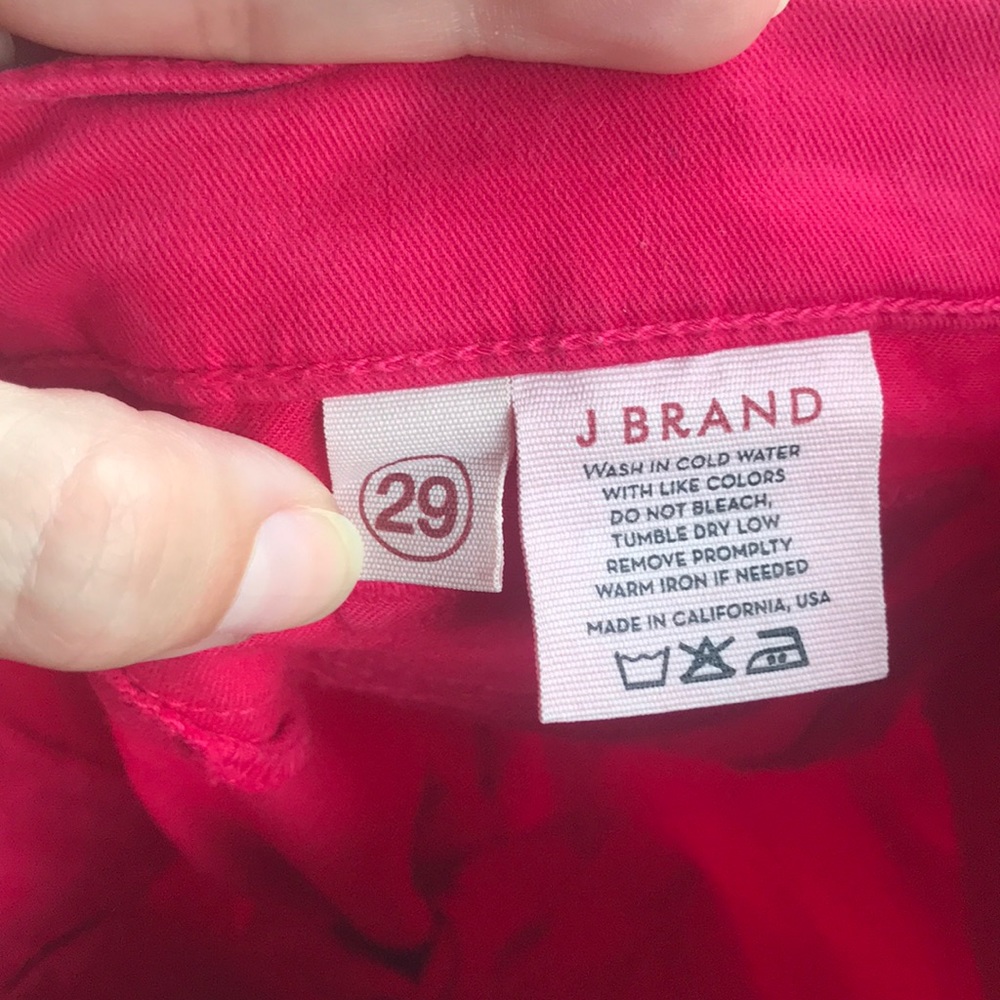 29
J BRAND
WASH IN COLD WATER
WITH LIKE COLORS
DO NOT BLEACH,
TUMBLE DRY LOW
REMOVE PROMPLTY
WARM IRON IF NEEDED
MADE IN CALIFORNIA, USA